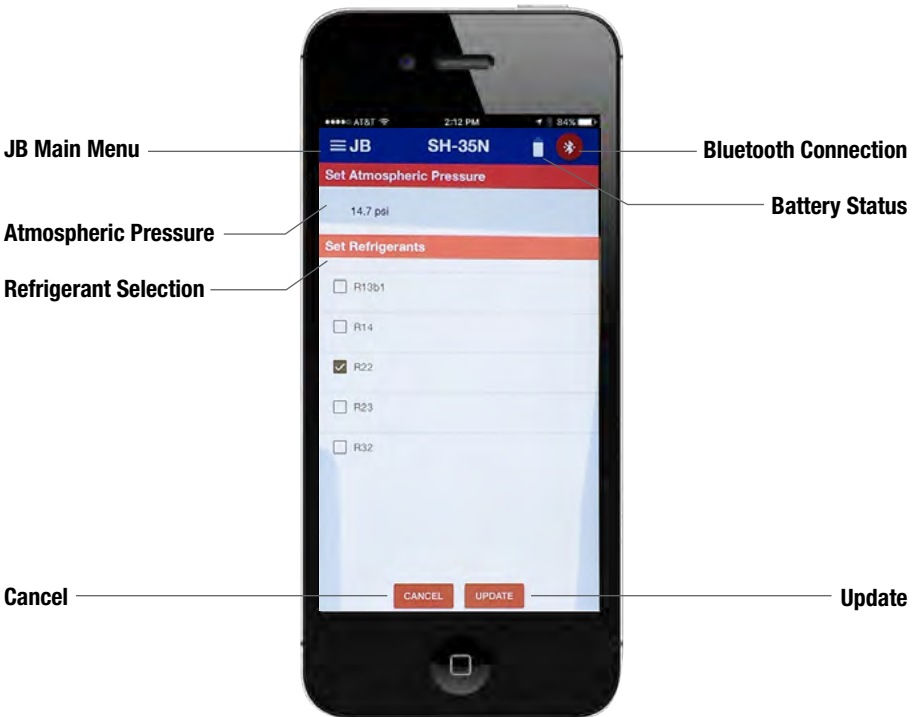 AT&T 2:12 PM 84%
JB Main Menu
JB SH-35N
Bluetooth Connection
Set Atmospheric Pressure
Battery Status
14.7 psi
Atmospheric Pressure
Set Refrigerants
Refrigerant Selection
R13b1
R14
R22
R23
R32
Cancel
CANCEL UPDATE
Update